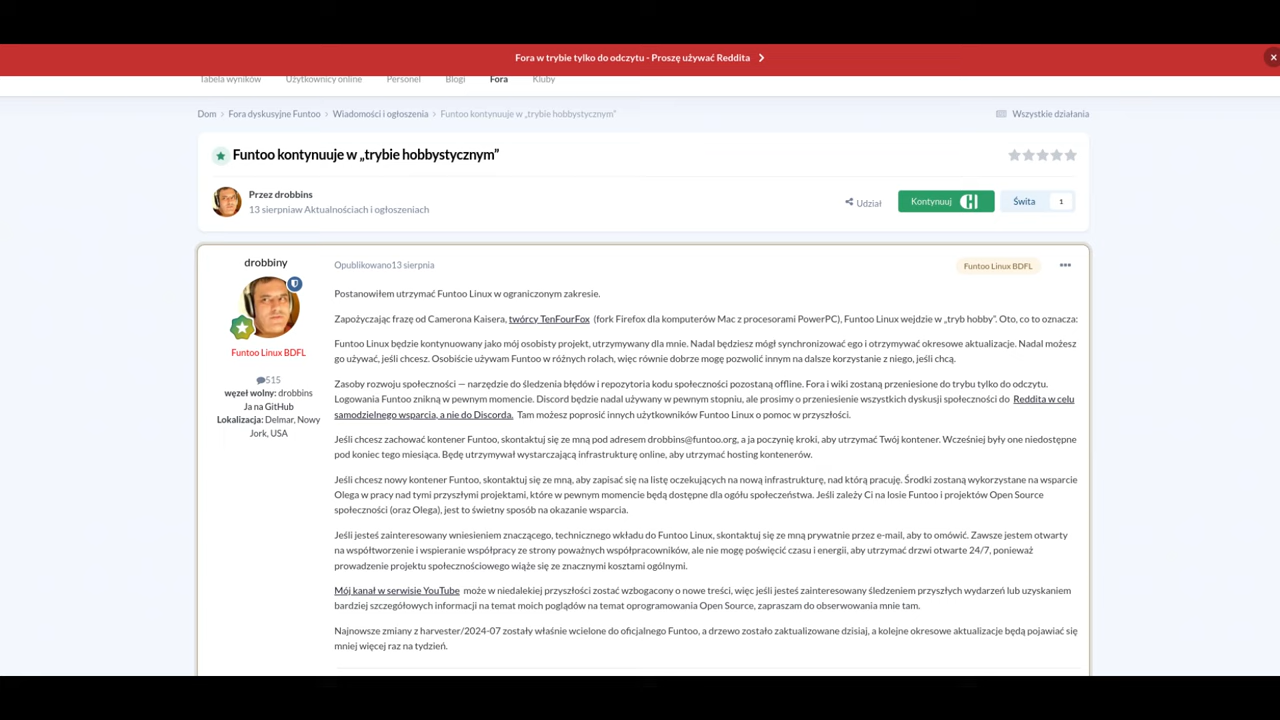 Fora w trybie tylko do odczytu - Proszę używać Reddita
Tabela wyników Użytkownicy online Personel Blogi Fora Kluby
Dom Fora dyskusyjne Funtoo Wiadomości i ogłoszenia Funtoo kontynuuje w „trybie hobbystycznym”
Wszystkie działania
Funtoo kontynuuje w „trybie hobbystycznym”
Przez drobbins
13 sierpniaw Aktualnościach i ogłoszeniach
Udział
Kontynuuj
Świta 1
drobbiny
Funtoo Linux BDFL
515
węzeł wolny: drobbins
Ja na GitHub
Lokalizacja: Delmar, Nowy
Jork, USA
Opublikowano13 sierpnia
Funtoo Linux BDFL
Postanowiłem utrzymać Funtoo Linux w ograniczonym zakresie.
Zapożyczając frazę od Camerona Kaisera, twórcy TenFourFox (fork Firefox dla komputerów Mac z procesorami PowerPC), Funtoo Linux wejdzie w „tryb hobby”. Oto, co to oznacza:
Funtoo Linux będzie kontynuowany jako mój osobisty projekt, utrzymywany dla mnie. Nadal będziesz mógł synchronizować ego i otrzymywać okresowe aktualizacje. Nadal możesz
go używać, jeśli chcesz. Osobiście używam Funtoo w różnych rolach, więc równie dobrze mogę pozwolić innym na dalsze korzystanie z niego, jeśli chcą.
Zasoby rozwoju społeczności — narzędzie do śledzenia błędów i repozytoria kodu społeczności pozostaną offline. Fora i wiki zostaną przeniesione do trybu tylko do odczytu.
Logowania Funtoo znikną w pewnym momencie. Discord będzie nadal używany w pewnym stopniu, ale prosimy o przeniesienie wszystkich dyskusji społeczności do Reddita w celu
samodzielnego wsparcia, a nie do Discorda. Tam możesz poprosić innych użytkowników Funtoo Linux o pomoc w przyszłości.
Jeśli chcesz zachować kontener Funtoo, skontaktuj się ze mną pod adresem drobbins@funtoo.org, a ja poczynię kroki, aby utrzymać Twój kontener. Wcześniej były one niedostępne
pod koniec tego miesiąca. Będę utrzymywał wystarczającą infrastrukturę online, aby utrzymać hosting kontenerów.
Jeśli chcesz nowy kontener Funtoo, skontaktuj się ze mną, aby zapisać się na listę oczekujących na nową infrastrukturę, nad którą pracuję. Środki zostaną wykorzystane na wsparcie
Olega w pracy nad tymi przyszłymi projektami, które w pewnym momencie będą dostępne dla ogółu społeczeństwa. Jeśli zależy Ci na losie Funtoo i projektów Open Source
społeczności (oraz Olega), jest to świetny sposób na okazanie wsparcia.
Jeśli jesteś zainteresowany wniesieniem znaczącego, technicznego wkładu do Funtoo Linux, skontaktuj się ze mną prywatnie przez e-mail, aby to omówić. Zawsze jestem otwarty
na współtworzenie i wspieranie współpracy ze strony poważnych współpracowników, ale nie mogę poświęcić czasu i energii, aby utrzymać drzwi otwarte 24/7, ponieważ
prowadzenie projektu społecznościowego wiąże się ze znacznymi kosztami ogólnymi.
Mój kanał w serwisie YouTube może w niedalekiej przyszłości zostać wzbogacony o nowe treści, więc jeśli jesteś zainteresowany śledzeniem przyszłych wydarzeń lub uzyskaniem
bardziej szczegółowych informacji na temat moich poglądów na temat oprogramowania Open Source, zapraszam do obserwowania mnie tam.
Najnowsze zmiany z harvester/2024-07 zostały właśnie wcielone do oficjalnego Funtoo, a drzewo zostało zaktualizowane dzisiaj, a kolejne okresowe aktualizacje będą pojawiać się
mniej więcej raz na tydzień.